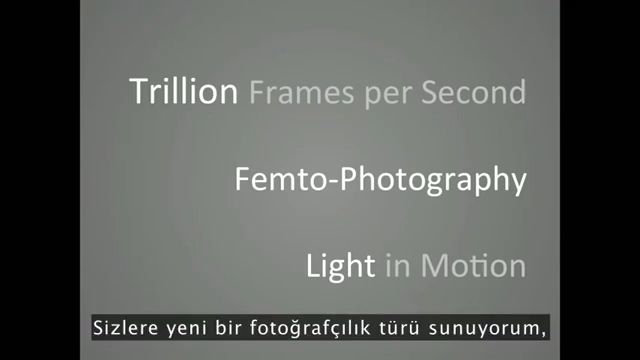 Trillion Frames per Second
Femto-Photography
Light in Motion
Sizlere yeni bir fotoğrafçılık türü sunuyorum,